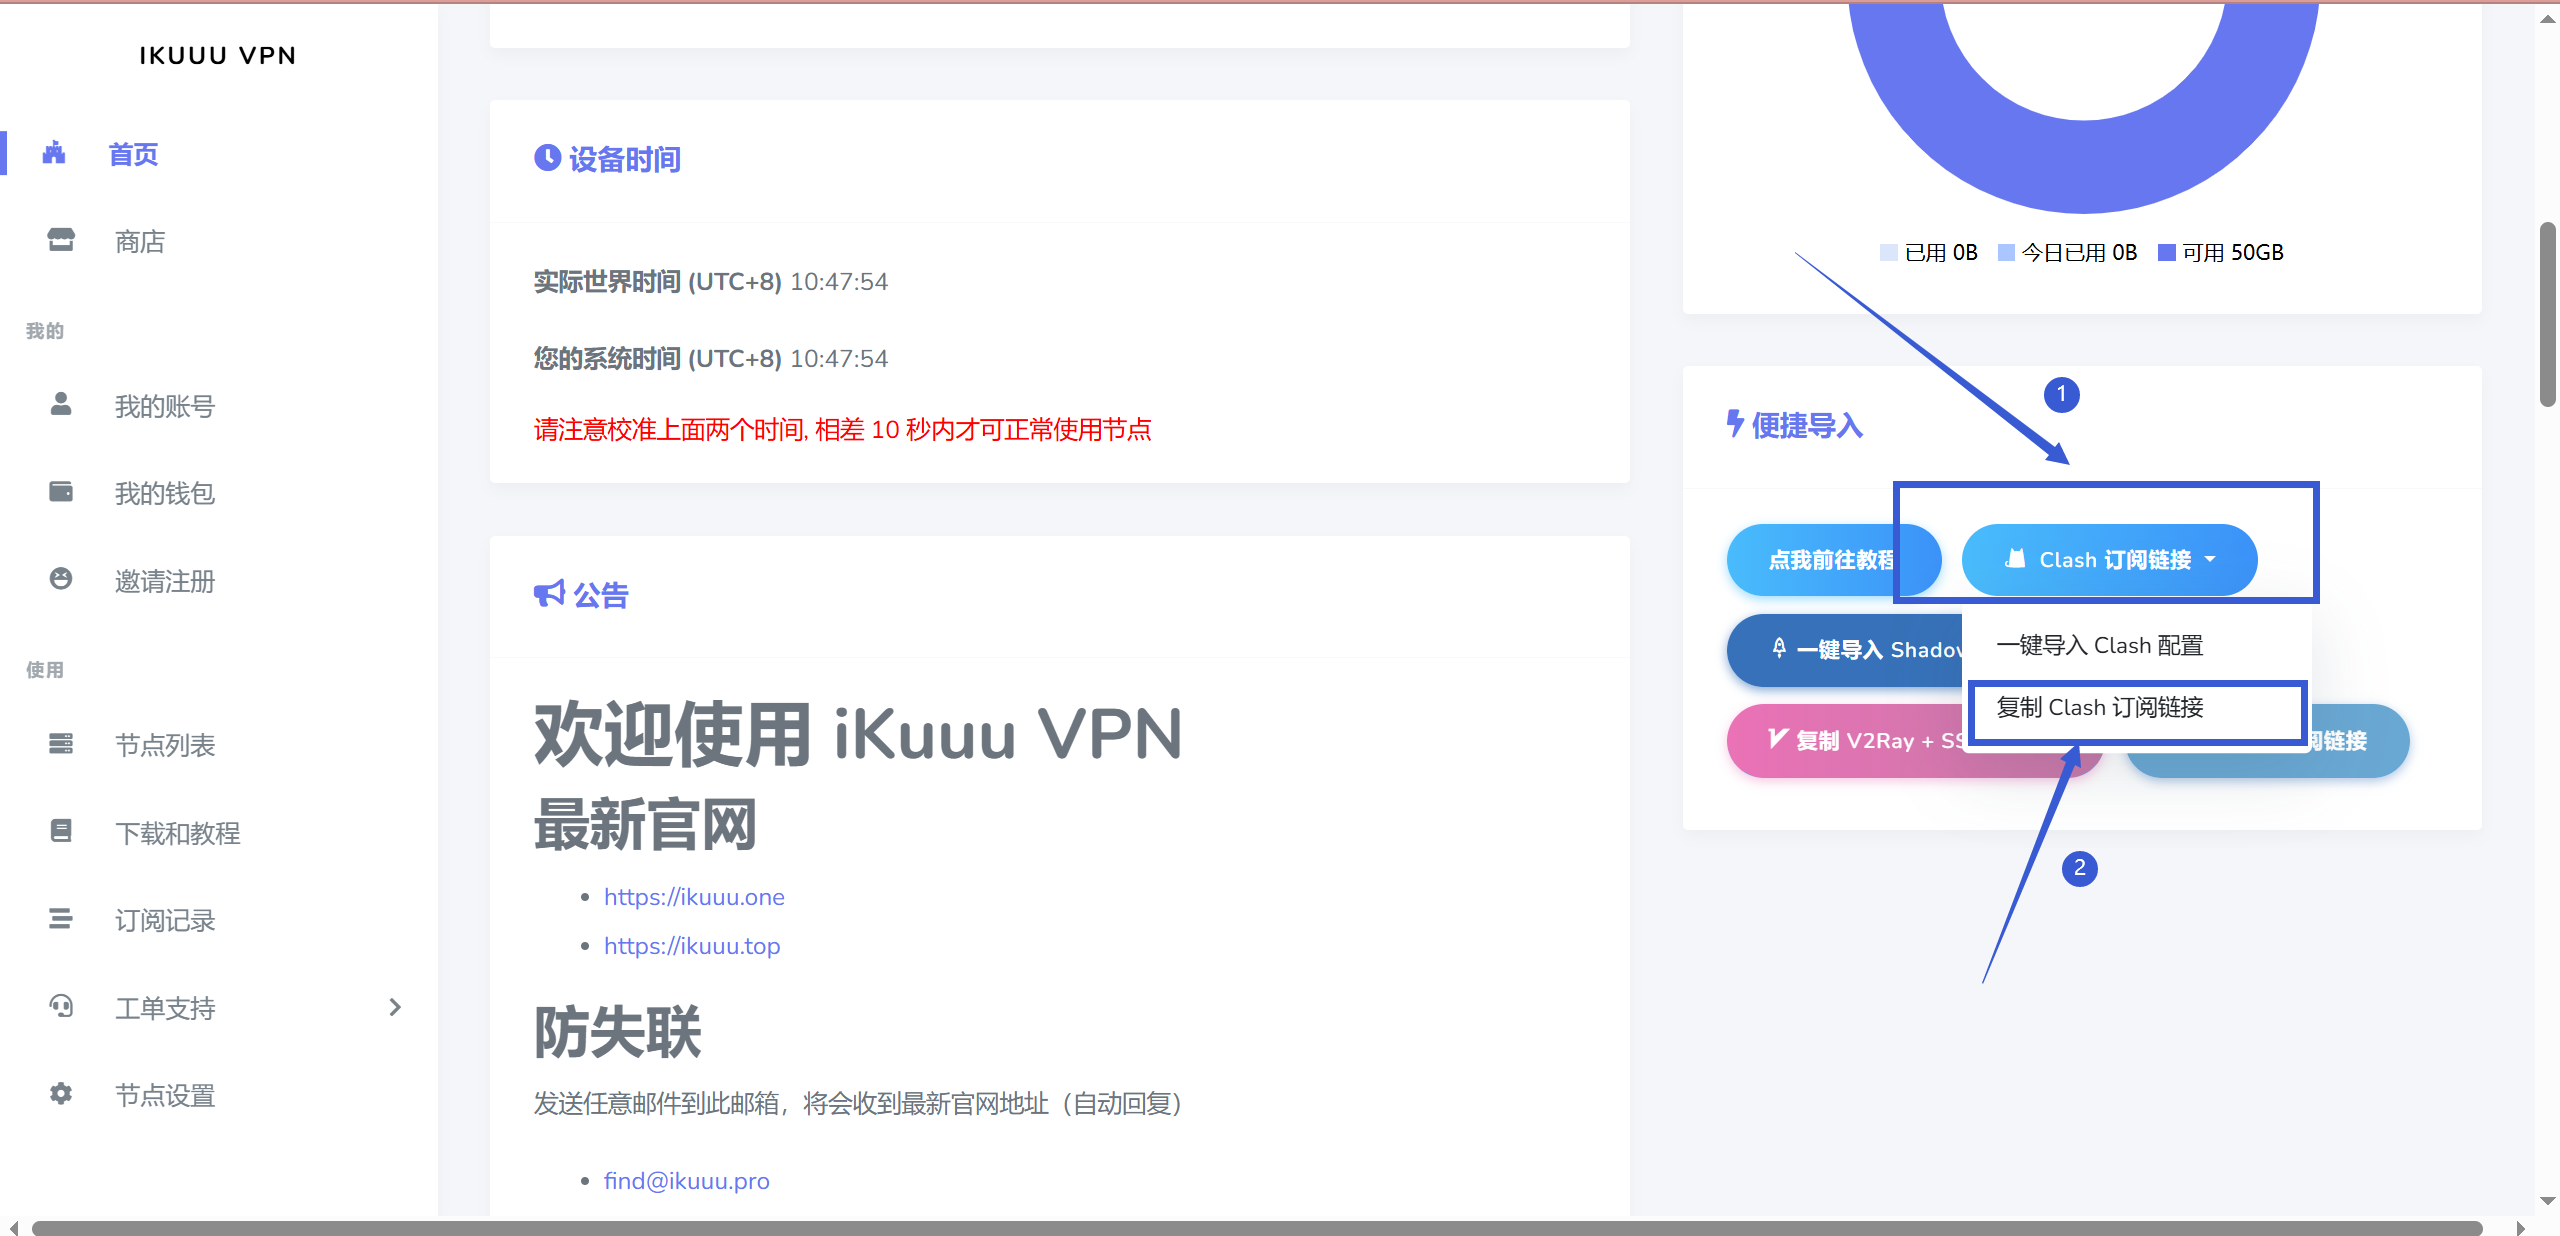 IKUUU VPN
首页
商店
我的
我的账号
我的钱包
邀请注册
使用
节点列表
下载和教程
订阅记录
工单支持
节点设置
设备时间
实际世界时间 (UTC+8) 10:47:54
您的系统时间 (UTC+8) 10:47:54
请注意校准上面两个时间, 相差 10 秒内才可正常使用节点
公告
欢迎使用 iKuuu VPN
最新官网
https://ikuuu.one
https://ikuuu.top
防失联
发送任意邮件到此邮箱，将会收到最新官网地址（自动回复）
find@ikuuu.pro
已用 0B 今日已用 0B 可用 50GB
1
便捷导入
点我前往教程 Clash 订阅链接
一键导入
一键导入 Clash 配置
复制 Clash 订阅链接
复制 V2Ray + 阅链接
2